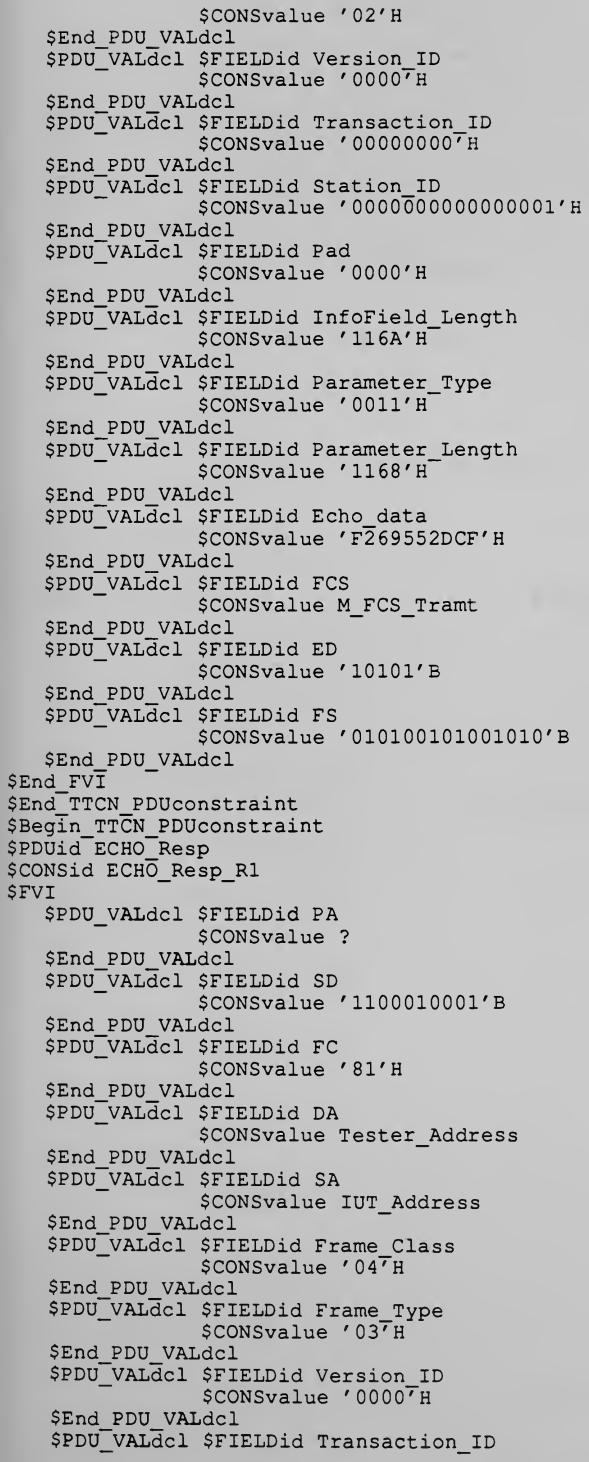 $CONSvalue '02'H
$End_PDU_VALdcl
$PDU_VALdcl $FIELDid Version_ID
$CONSvalue '0000'H
$End_PDU_VALdcl
$PDU_VALdcl $FIELDid Transaction_ID
$CONSvalue '00000000'H
$End_PDU_VALdcl
$PDU_VALdcl $FIELDid Station_ID
$CONSvalue '0000000000000001'H
$End_PDU_VALdcl
$PDU_VALdcl $FIELDid Pad
$CONSvalue '0000'H
$End_PDU_VALdcl
$PDU_VALdcl $FIELDid InfoField_Length
$CONSvalue '116A'H
$End_PDU_VALdcl
$PDU_VALdcl $FIELDid Parameter_Type
$CONSvalue '0011'H
$End_PDU_VALdcl
$PDU_VALdcl $FIELDid Parameter_Length
$CONSvalue '1168'H
$End_PDU_VALdcl
$PDU_VALdcl $FIELDid Echo_data
$CONSvalue 'F269552DCF'H
$End_PDU_VALdcl
$PDU_VALdcl $FIELDid FCS
$CONSvalue M_FCS_Tramt
$End_PDU_VALdcl
$PDU_VALdcl $FIELDid ED
$CONSvalue '10101'B
$End_PDU_VALdcl
$PDU_VALdcl $FIELDid FS
$CONSvalue '010100101001010'B
$End_PDU_VALdcl
$End_FVI
$End_TTCN_PDUconstraint
$Begin_TTCN_PDUconstraint
$PDUid ECHO_Resp
$CONSid ECHO_Resp_R1
$FVI
$PDU_VALdcl $FIELDid PA
$CONSvalue ?
$End_PDU_VALdcl
$PDU_VALdcl $FIELDid SD
$CONSvalue '1100010001'B
$End_PDU_VALdcl
$PDU_VALdcl $FIELDid FC
$CONSvalue '81'H
$End_PDU_VALdcl
$PDU_VALdcl $FIELDid DA
$CONSvalue Tester_Address
$End_PDU_VALdcl
$PDU_VALdcl $FIELDid SA
$CONSvalue IUT_Address
$End_PDU_VALdcl
$PDU_VALdcl $FIELDid Frame_Class
$CONSvalue '04'H
$End_PDU_VALdcl
$PDU_VALdcl $FIELDid Frame_Type
$CONSvalue '03'H
$End_PDU_VALdcl
$PDU_VALdcl $FIELDid Version_ID
$CONSvalue '0000'H
$End_PDU_VALdcl
$PDU_VALdcl $FIELDid Transaction_ID